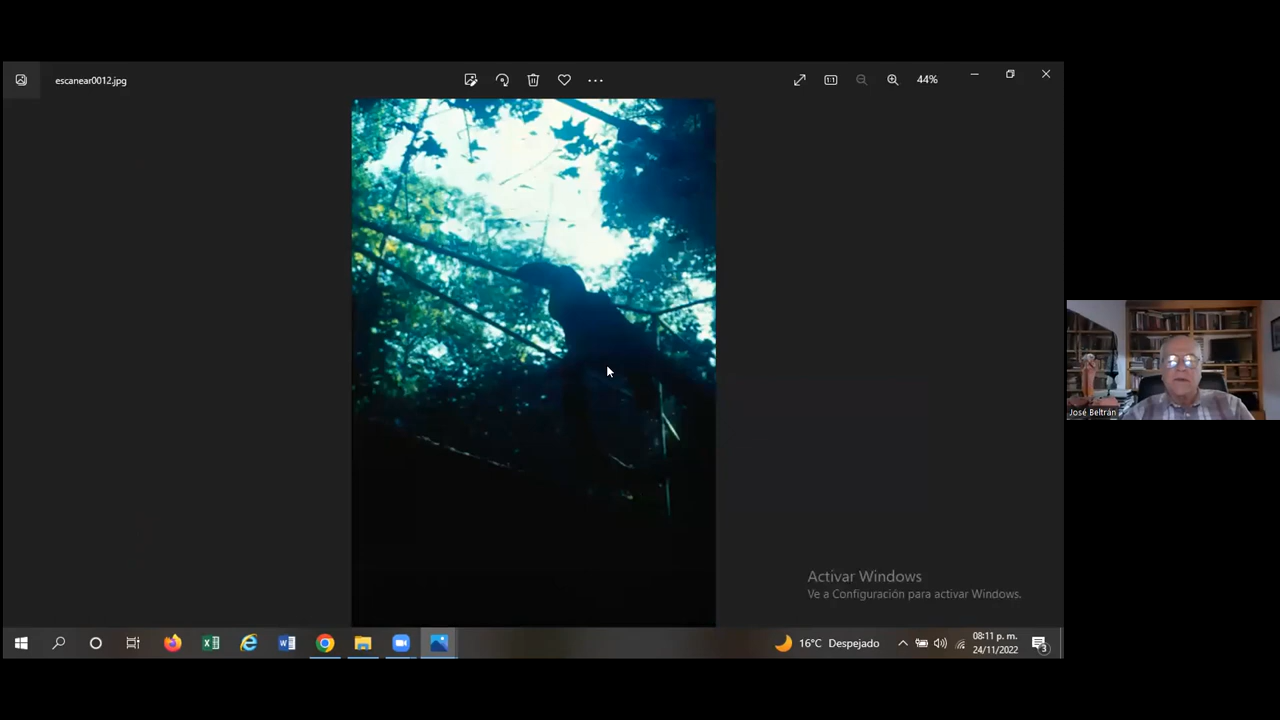 escanear0012.jpg
44%
José Beltrán
Activar Windows
Ve a Configuración para activar Windows.
16°C Despejado
08:11 p. m.
24/11/2022
3